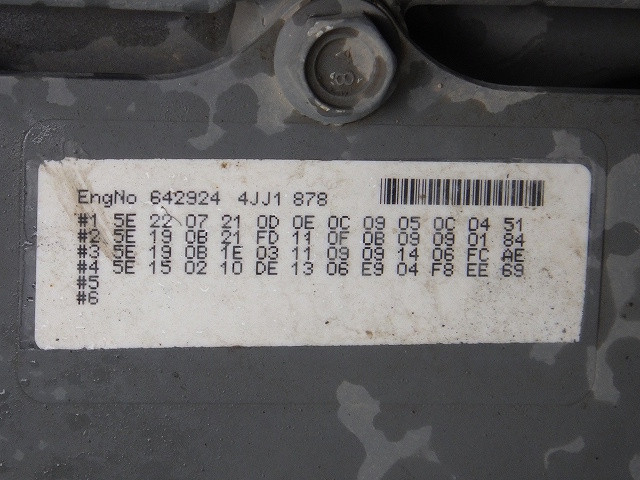 8
EngNo 642924 4JJ1 878
#1 5E 22 07 21 0D 0E 0C 09 05 0C 04 51
#2 5E 19 0B 21 FD 11 0F 0B 09 09 01 84
#3 5E 19 0B 1E 03 11 09 09 14 06 FC AE
#4 5E 15 02 10 DE 13 06 E9 04 F8 EE 69
#5
#6